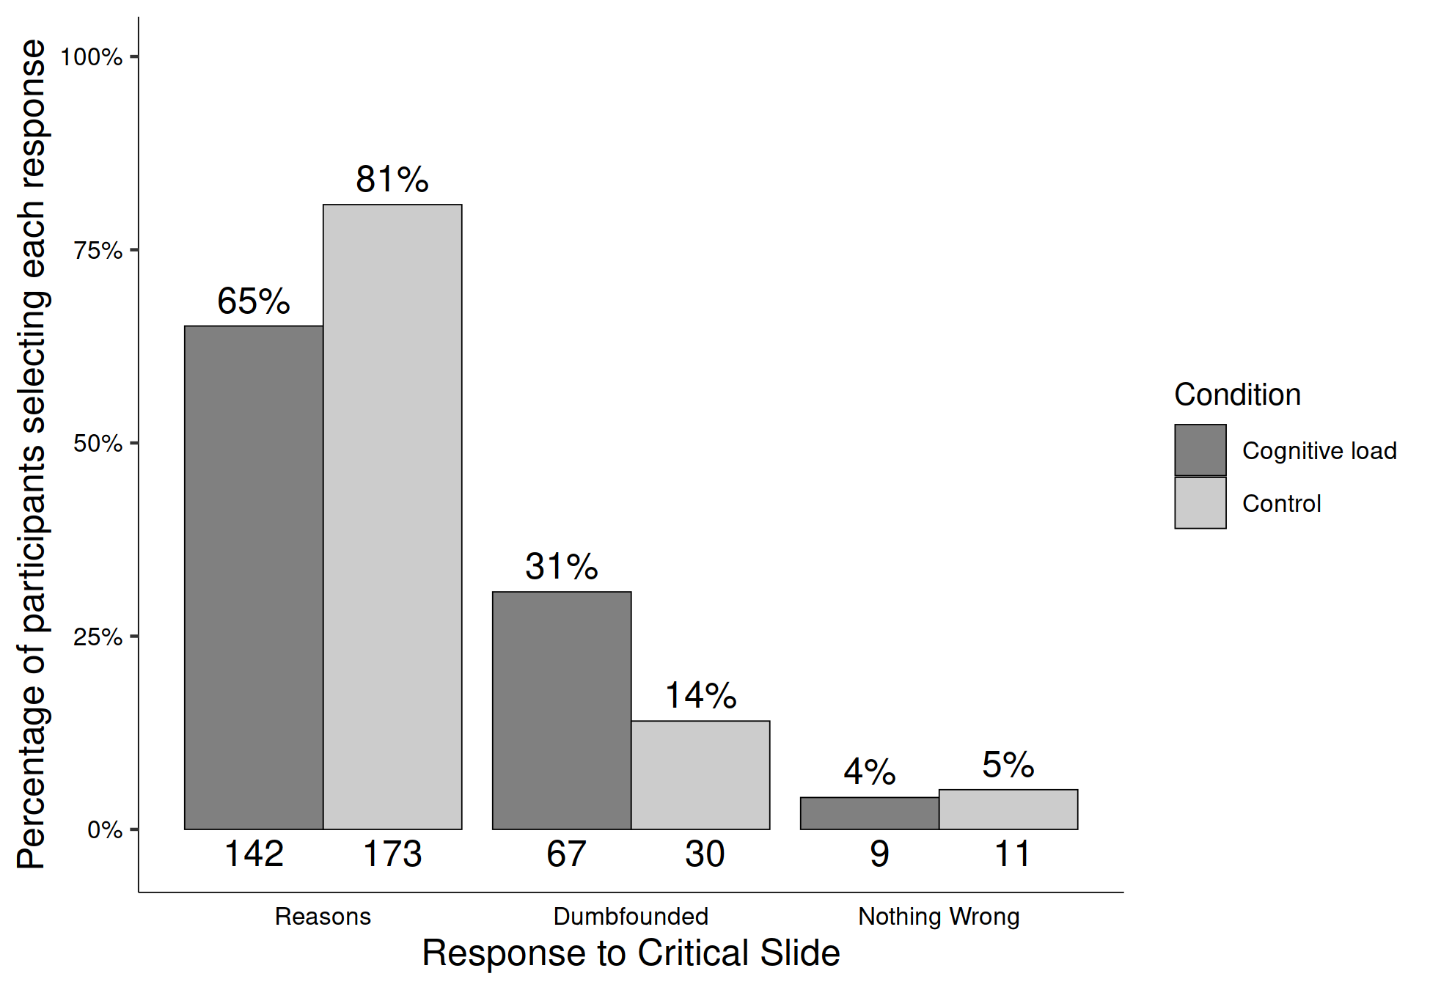 Percentage of participants selecting each response
100%
75%
50%
25%
0%
65%
81%
31%
14%
4%
5%
142
173
67
30
9
11
Reasons
Dumbfounded
Nothing Wrong
Response to Critical Slide
Condition
Cognitive load
Control